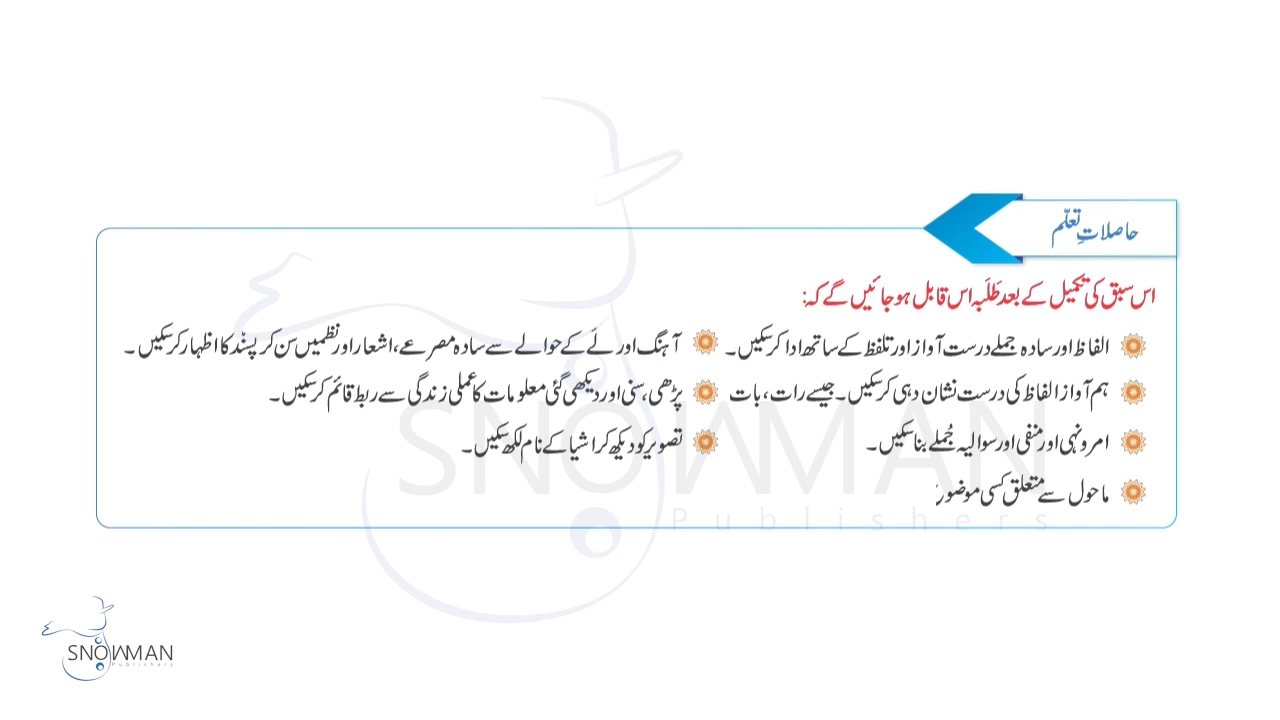 حاصلاتِ تعلّم
اس سبق کی تکمیل کے بعد طَلَبہ اس قابل ہو جائیں گے کہ:
الفاظ اور سادہ جملے درست آواز اور تلفظ کے ساتھ ادا کر سکیں۔
ہم آواز الفاظ کی درست نشان دہی کر سکیں۔ جیسے رات، بات
امر و نہی اور منفی اور سوالیہ جُملے بنا سکیں۔
ماحول سے متعلق کسی
آہنگ اور لَے کے حوالے سے سادہ مصرعے، اشعار اور نظمیں سن کر پسند کا اظہار کر سکیں۔
پڑھی، سنی اور دیکھی گئی معلومات کا عملی زندگی سے ربط قائم کر سکیں۔
تصویر کو دیکھ کر اشیا کے نام لکھ سکیں۔
SNOWMAN
Publishers
SNOWMAN
Publishers